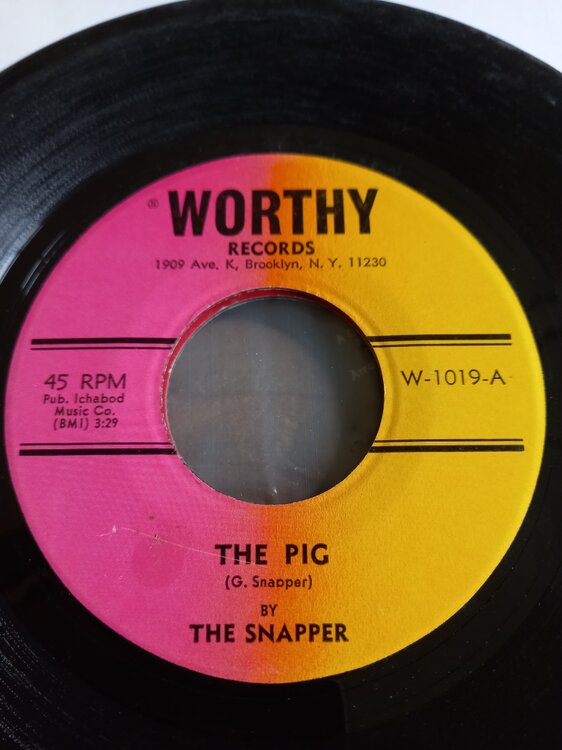 ® WORTHY
RECORDS
1909 Ave. K, Brooklyn, N. Y. 11230
45 RPM
Pub. Ichabod
Music Co.
(BMI) 3:29
W-1019-A
THE PIG
(G. Snapper)
BY
THE SNAPPER